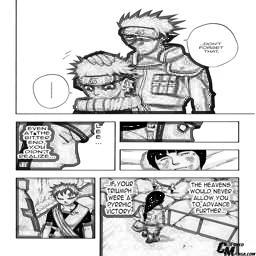 ...DON'T
FORGET
THAT.
EVEN
AT THE
BITTER
END,
YOU
DIDN'T
REALIZE...
THE HEAVENS
WOULD NEVER
ALLOW YOU
TO ADVANCE
FURTHER...
...IF YOUR
TRIUMPH
WERE A
PYRRHIC
VICTORY.